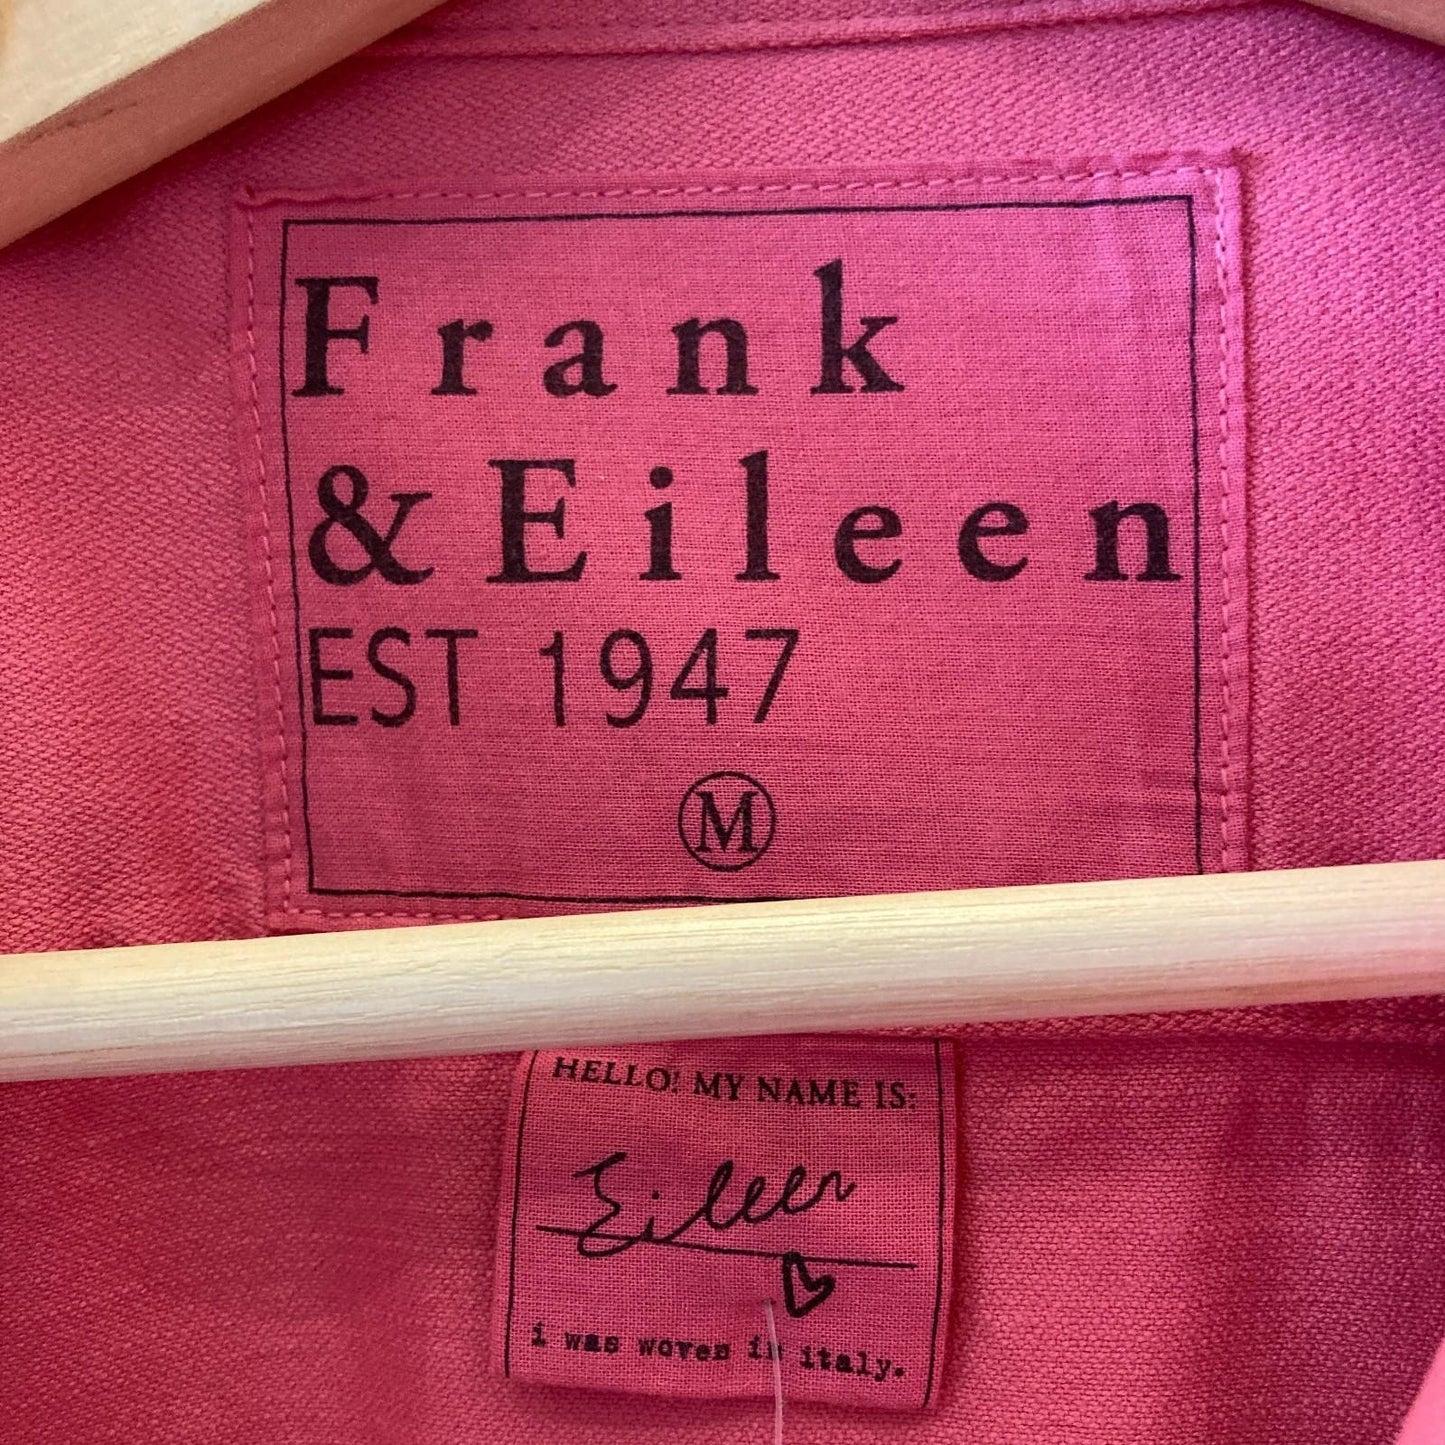 Frank
& Eileen
EST 1947
M
HELLO! MY NAME IS:
Eileen
i was woven in italy.